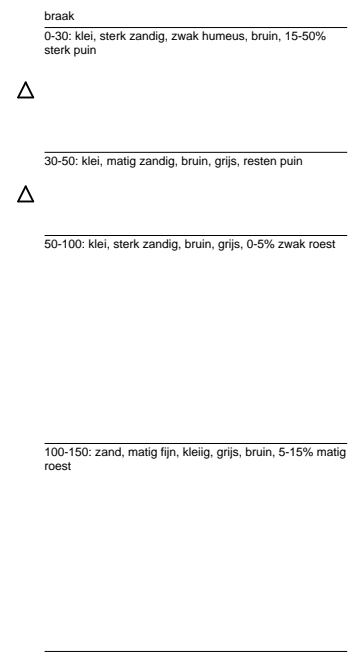 braak
0-30: klei, sterk zandig, zwak humeus, bruin, 15-50%
sterk puin
30-50: klei, matig zandig, bruin, grijs, resten puin
50-100: klei, sterk zandig, bruin, grijs, 0-5% zwak roest
100-150: zand, matig fijn, kleiig, grijs, bruin, 5-15% matig
roest